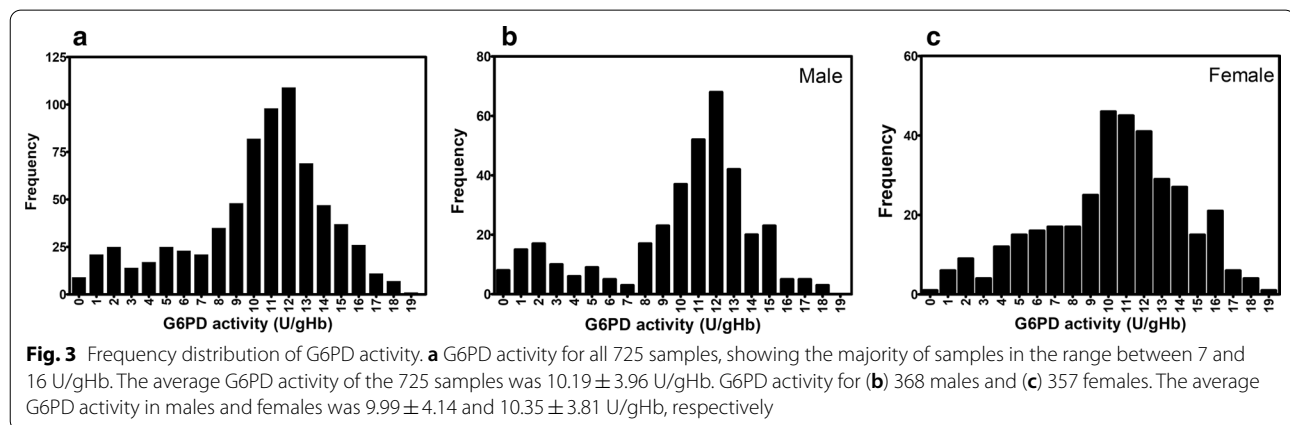 a
125
100
75
50
25
0
Frequency
0 1 2 3 4 5 6 7 8 9 10 11 12 13 14 15 16 17 18 19
G6PD activity (U/gHb)
b
Male
80
60
40
20
0
Frequency
0 1 2 3 4 5 6 7 8 9 10 11 12 13 14 15 16 17 18 19
G6PD activity (U/gHb)
c
Female
60
40
20
0
Frequency
0 1 2 3 4 5 6 7 8 9 10 11 12 13 14 15 16 17 18 19
G6PD activity (U/gHb)
Fig. 3 Frequency distribution of G6PD activity. a G6PD activity for all 725 samples, showing the majority of samples in the range between 7 and
16 U/gHb. The average G6PD activity of the 725 samples was 10.19 ± 3.96 U/gHb. G6PD activity for (b) 368 males and (c) 357 females. The average
G6PD activity in males and females was 9.99 ± 4.14 and 10.35 ± 3.81 U/gHb, respectively